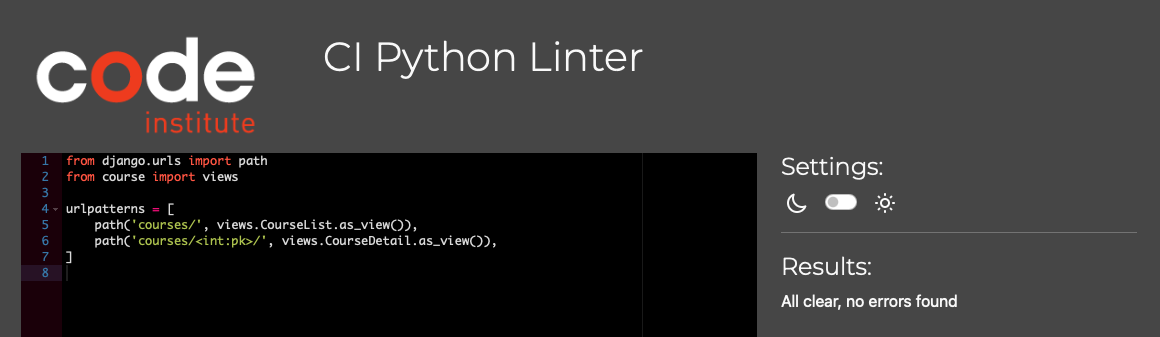 code
institute
CI Python Linter
1 from django.urls import path
2 from course import views
3
4 urlpatterns = [
5     path('courses/', views.CourseList.as_view()),
6     path('courses/<int:pk>/', views.CourseDetail.as_view()),
7 ]
8
Settings:
Results:
All clear, no errors found